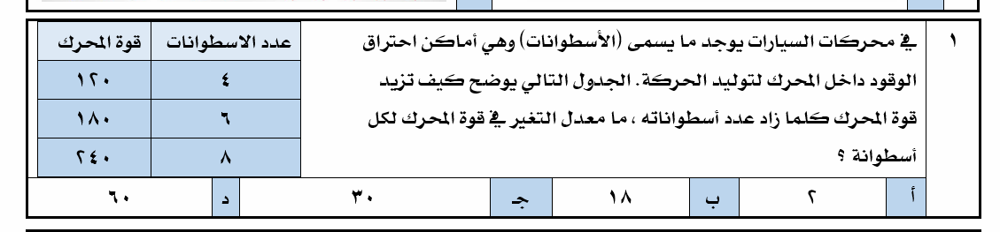 ١
في محركات السيارات يوجد ما يسمى (الأسطوانات) وهي أماكن احتراق
الوقود داخل المحرك لتوليد الحركة. الجدول التالي يوضح كيف تزيد
قوة المحرك كلما زاد عدد أسطواناته ، ما معدل التغير في قوة المحرك لكل
أسطوانة ؟
عدد الاسطوانات قوة المحرك
٤ ١٢٠
٦ ١٨٠
٨ ٢٤٠
أ ٢ ب ١٨ جـ ٣٠ د ٦٠